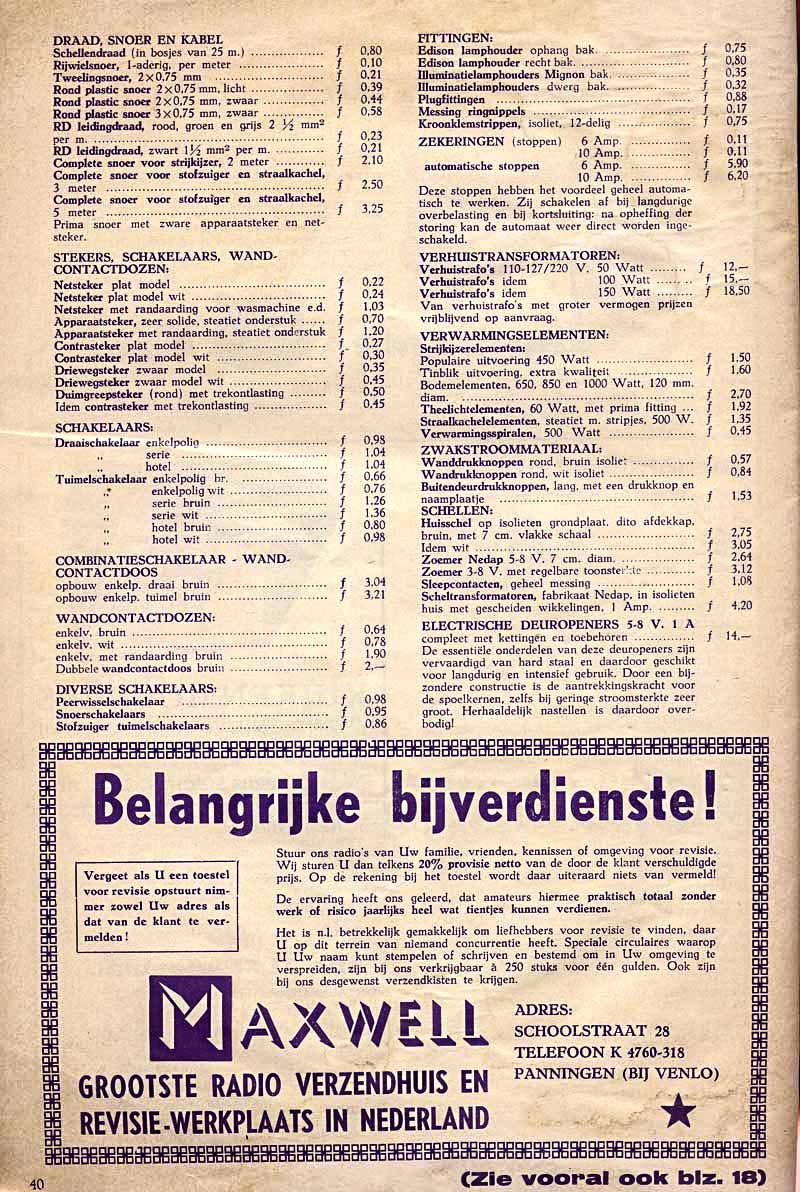 DRAAD, SNOER EN KABEL
Schellendraad (in bosjes van 25 m.) ........ f 0,80
Rijwielsnoer, 1-aderig, per meter ........ f 0,10
Tweelingsnoer, 2×0,75 mm ........ f 0,21
Rond plastic snoer 2×0,75 mm, licht ........ f 0,39
Rond plastic snoer 2×0,75 mm, zwaar ........ f 0,44
Rond plastic snoer 3×0,75 mm, zwaar ........ f 0,58
RD leidingdraad, rood, groen en grijs 2 ½ mm²
per m. ........ f 0,23
RD leidingdraad, zwart 1½ mm² per m. ........ f 0,21
Complete snoer voor strijkijzer, 2 meter ........ f 2.10
Complete snoer voor stofzuiger en straalkachel,
3 meter ........ f 2.50
Complete snoer voor stofzuiger en straalkachel,
5 meter ........ f 3,25
Prima snoer met zware apparaatsteker en net-
steker.
STEKERS, SCHAKELAARS, WAND-
CONTACTDOZEN:
Netsteker plat model ........ f 0,22
Netsteker plat model wit ........ f 0,24
Netsteker met randaarding voor wasmachine e.d. f 1,03
Apparaatsteker, zeer solide, steatiet onderstuk ...... f 0,70
Apparaatsteker met randaarding, steatiet onderstuk f 1,20
Contrasteker plat model ........ f 0.27
Contrasteker plat model wit ........ f 0.30
Driewegsteker zwaar model ........ f 0.35
Driewegsteker zwaar model wit ........ f 0.45
Duimgreepsteker (rond) met trekontlasting ........ f 0,50
Idem contrasteker met trekontlasting ........ f 0,45
SCHAKELAARS:
Draaischakelaar enkelpolig ........ f 0,98
,, serie ........ f 1.04
,, hotel ........ f 1.04
Tuimelschakelaar enkelpolig br. ........ f 0.66
,, enkelpolig wit ........ f 0.76
,, serie bruin ........ f 1.26
,, serie wit ........ f 1.36
,, hotel bruin ........ f 0.80
,, hotel wit ........ f 0.98
COMBINATIESCHAKELAAR - WAND-
CONTACTDOOS
opbouw enkelp. draai bruin ........ f 3,04
opbouw enkelp. tuimel bruin ........ f 3,21
WANDCONTACTDOZEN:
enkelv. bruin ........ f 0,64
enkelv. wit ........ f 0,78
enkelv. met randaarding bruin ........ f 1,90
Dubbele wandcontactdoos bruin ........ f 2,—
DIVERSE SCHAKELAARS:
Peerwisselschakelaar ........ f 0,98
Snoerschakelaars ........ f 0,95
Stofzuiger tuimelschakelaars ........ f 0,86
FITTINGEN:
Edison lamphouder ophang bak. ........ f 0,75
Edison lamphouder recht bak. ........ f 0,80
Illuminatielamphouders Mignon bak. ........ f 0,35
Illuminatielamphouders dwerg bak. ........ f 0,32
Plugfittingen ........ f 0,88
Messing ringnippels ........ f 0,17
Kroonklemstrippen, isoliet, 12-delig ........ f 0,75
ZEKERINGEN (stoppen) 6 Amp. ........ f 0,11
10 Amp. ........ f 0,11
automatische stoppen 6 Amp. ........ f 5,90
10 Amp. ........ f 6,20
Deze stoppen hebben het voordeel geheel automa-
tisch te werken. Zij schakelen af bij langdurige
overbelasting en bij kortsluiting: na opheffing der
storing kan de automaat weer direct worden inge-
schakeld.
VERHUISTRANSFORMATOREN:
Verhuistrafo's 110-127/220 V. 50 Watt ........ f 12,—
Verhuistrafo's idem 100 Watt ........ f 15,—
Verhuistrafo's idem 150 Watt ........ f 18,50
Van verhuistrafo's met groter vermogen prijzen
vrijblijvend op aanvraag.
VERWARMINGSELEMENTEN:
Strijkijzerelementen:
Populaire uitvoering 450 Watt ........ f 1.50
Tinblik uitvoering, extra kwaliteit ........ f 1.60
Bodemelementen, 650, 850 en 1000 Watt, 120 mm.
diam. ........ f 2,70
Theelichtelementen, 60 Watt, met prima fitting ... f 1,92
Straalkachelelementen, steatiet m. stripjes, 500 W. f 1,35
Verwarmingsspiralen, 500 Watt ........ f 0,45
ZWAKSTROOMMATERIAAL:
Wanddrukknoppen rond, bruin isoliet ........ f 0,57
Wandrukknoppen rond, wit isoliet ........ f 0,84
Buitendeurdrukknoppen, lang, met een drukknop en
naamplaatje ........ f 1,53
SCHELLEN:
Huisschel op isolieten grondplaat, dito afdekkap,
bruin, met 7 cm. vlakke schaal ........ f 2,75
Idem wit ........ f 3,05
Zoemer Nedap 5-8 V. 7 cm. diam. ........ f 2.64
Zoemer 3-8 V. met regelbare toonsterkte ........ f 3.12
Sleepcontacten, geheel messing ........ f 1,08
Scheltransformatoren, fabrikaat Nedap, in isolieten
huis met gescheiden wikkelingen, 1 Amp. ........ f 4.20
ELECTRISCHE DEUROPENERS 5-8 V. 1 A
compleet met kettingen en toebehoren ........ f 14,—
De essentiële onderdelen van deze deuropeners zijn
vervaardigd van hard staal en daardoor geschikt
voor langdurig en intensief gebruik. Door een bij-
zondere constructie is de aantrekkingskracht voor
de spoelkernen, zelfs bij geringe stroomsterkte zeer
groot. Herhaaldelijk nastellen is daardoor over-
bodig!
Belangrijke bijverdienste!
Vergeet als U een toestel
voor revisie opstuurt nim-
mer zowel Uw adres als
dat van de klant te ver-
melden!
Stuur ons radio's van Uw familie, vrienden, kennissen of omgeving voor revisie.
Wij sturen U dan telkens 20% provisie netto van de door de klant verschuldigde
prijs. Op de rekening bij het toestel wordt daar uiteraard niets van vermeld!
De ervaring heeft ons geleerd, dat amateurs hiermee praktisch totaal zonder
werk of risico jaarlijks heel wat tientjes kunnen verdienen.
Het is n.l. betrekkelijk gemakkelijk om liefhebbers voor revisie te vinden, daar
U op dit terrein van niemand concurrentie heeft. Speciale circulaires waarop
U Uw naam kunt stempelen of schrijven en bestemd om in Uw omgeving te
verspreiden, zijn bij ons verkrijgbaar à 250 stuks voor één gulden. Ook zijn
bij ons desgewenst verzendkisten te krijgen.
MAXWELL
GROOTSTE RADIO VERZENDHUIS EN
REVISIE-WERKPLAATS IN NEDERLAND
ADRES:
SCHOOLSTRAAT 28
TELEFOON K 4760-318
PANNINGEN (BIJ VENLO)
40
(Zie vooral ook blz. 18)